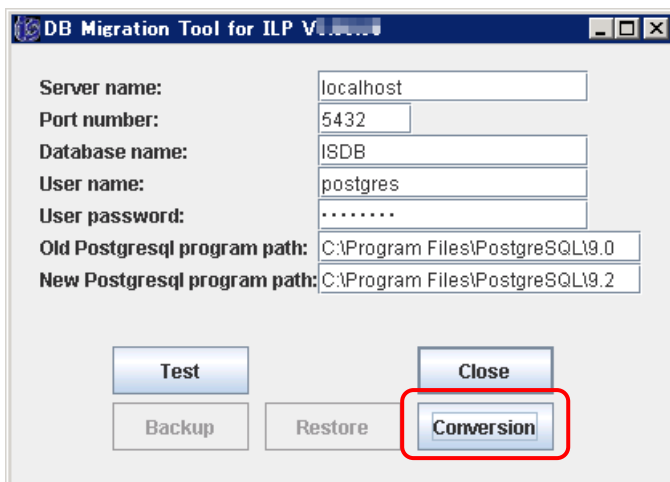 DB Migration Tool for ILP
Server name: localhost
Port number: 5432
Database name: ISDB
User name: postgres
User password: ········
Old Postgresql program path: C:\Program Files\PostgreSQL\9.0
New Postgresql program path: C:\Program Files\PostgreSQL\9.2
Test Close
Backup Restore Conversion